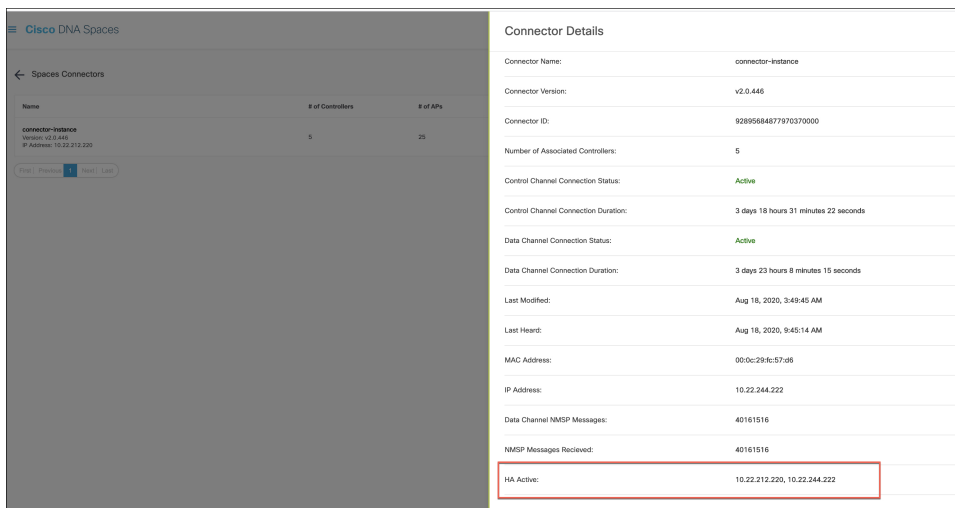 Cisco DNA Spaces
Spaces Connectors
Name # of Controllers # of APs
connector-instance 5 25
Version: v2.0.446
IP Address: 10.22.212.220
First | Previous 1 Next | Last
Connector Details
Connector Name: connector-instance
Connector Version: v2.0.446
Connector ID: 92895684877970370000
Number of Associated Controllers: 5
Control Channel Connection Status: Active
Control Channel Connection Duration: 3 days 18 hours 31 minutes 22 seconds
Data Channel Connection Status: Active
Data Channel Connection Duration: 3 days 23 hours 8 minutes 15 seconds
Last Modified: Aug 18, 2020, 3:49:45 AM
Last Heard: Aug 18, 2020, 9:45:14 AM
MAC Address: 00:0c:29:fc:57:d6
IP Address: 10.22.244.222
Data Channel NMSP Messages: 40161516
NMSP Messages Recieved: 40161516
HA Active: 10.22.212.220, 10.22.244.222